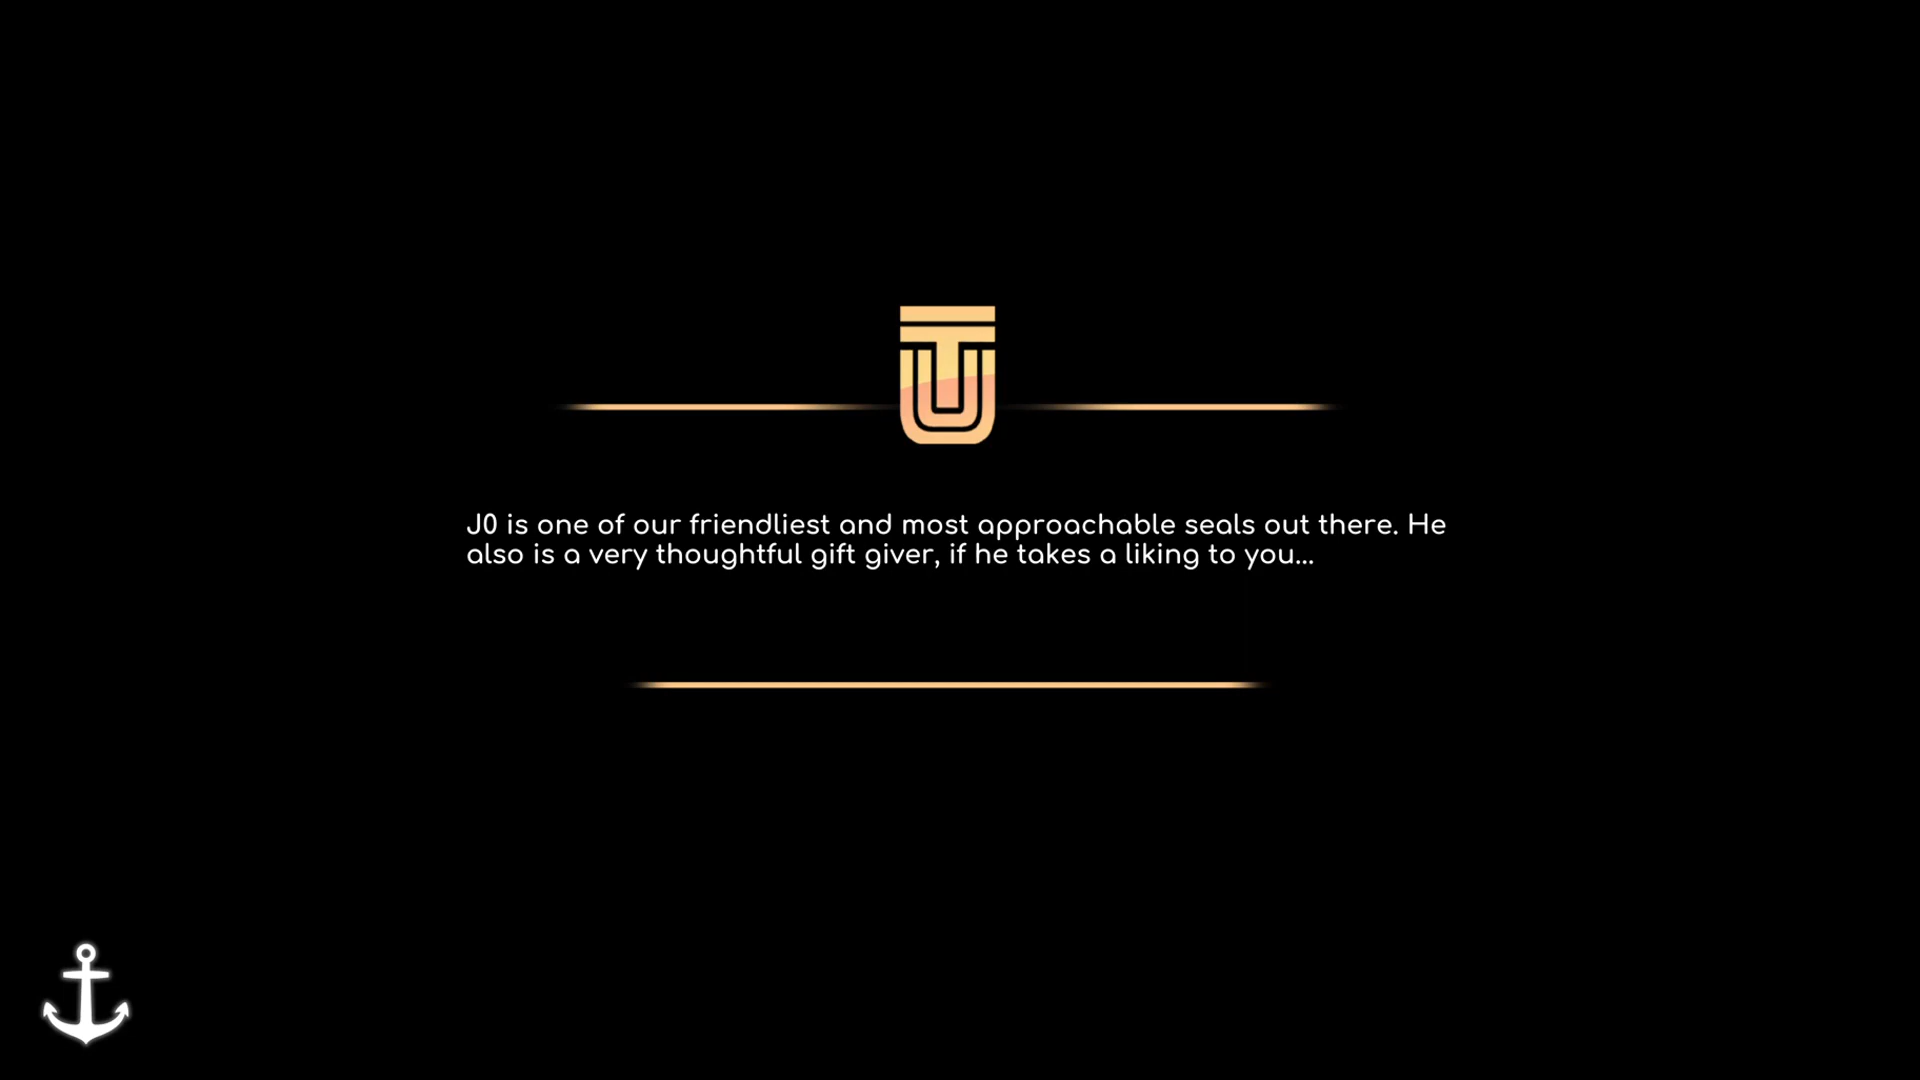 J0 is one of our friendliest and most approachable seals out there. He
also is a very thoughtful gift giver, if he takes a liking to you...